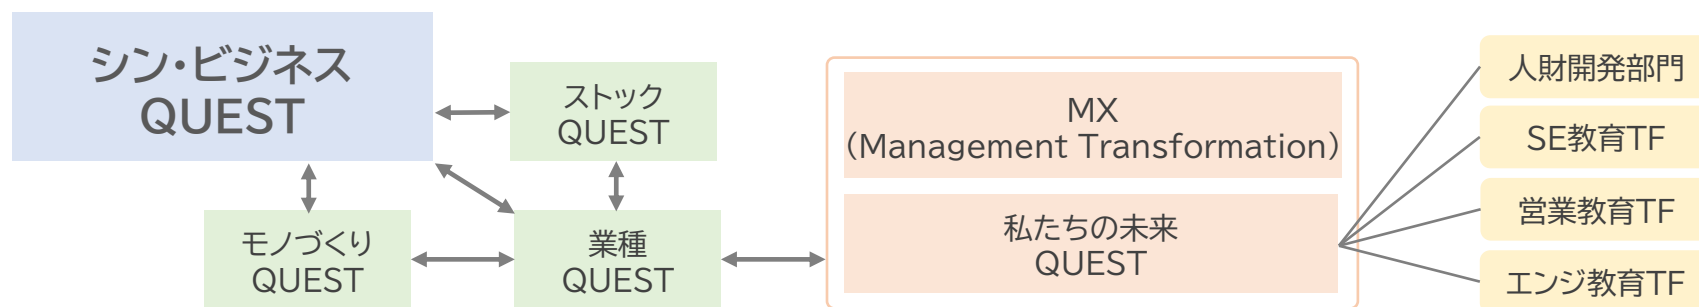 シン・ビジネス
QUEST
ストック
QUEST
モノづくり
QUEST
業種
QUEST
MX
(Management Transformation)
私たちの未来
QUEST
人財開発部門
SE教育TF
営業教育TF
エンジ教育TF